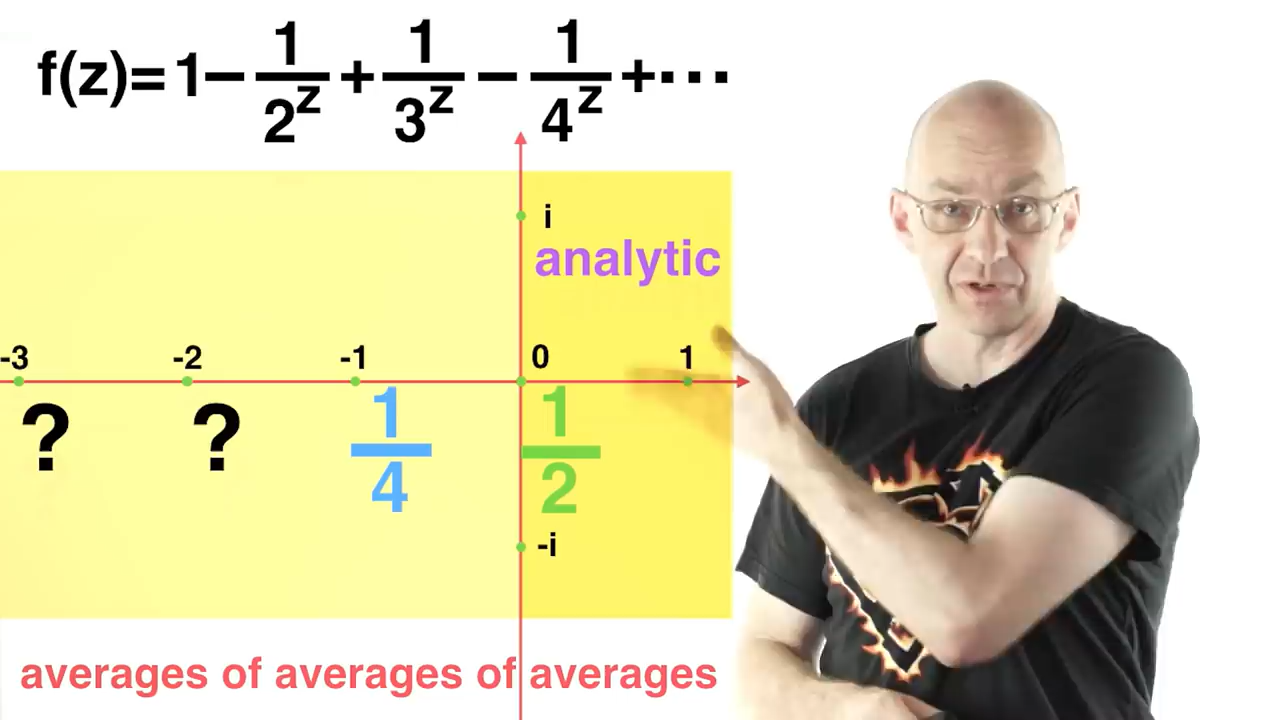 f(z)=1−1/2^z+1/3^z−1/4^z+⋯
i
analytic
-3 -2 -1 0 1
? ? 1/4 1/2
-i
averages of averages of averages